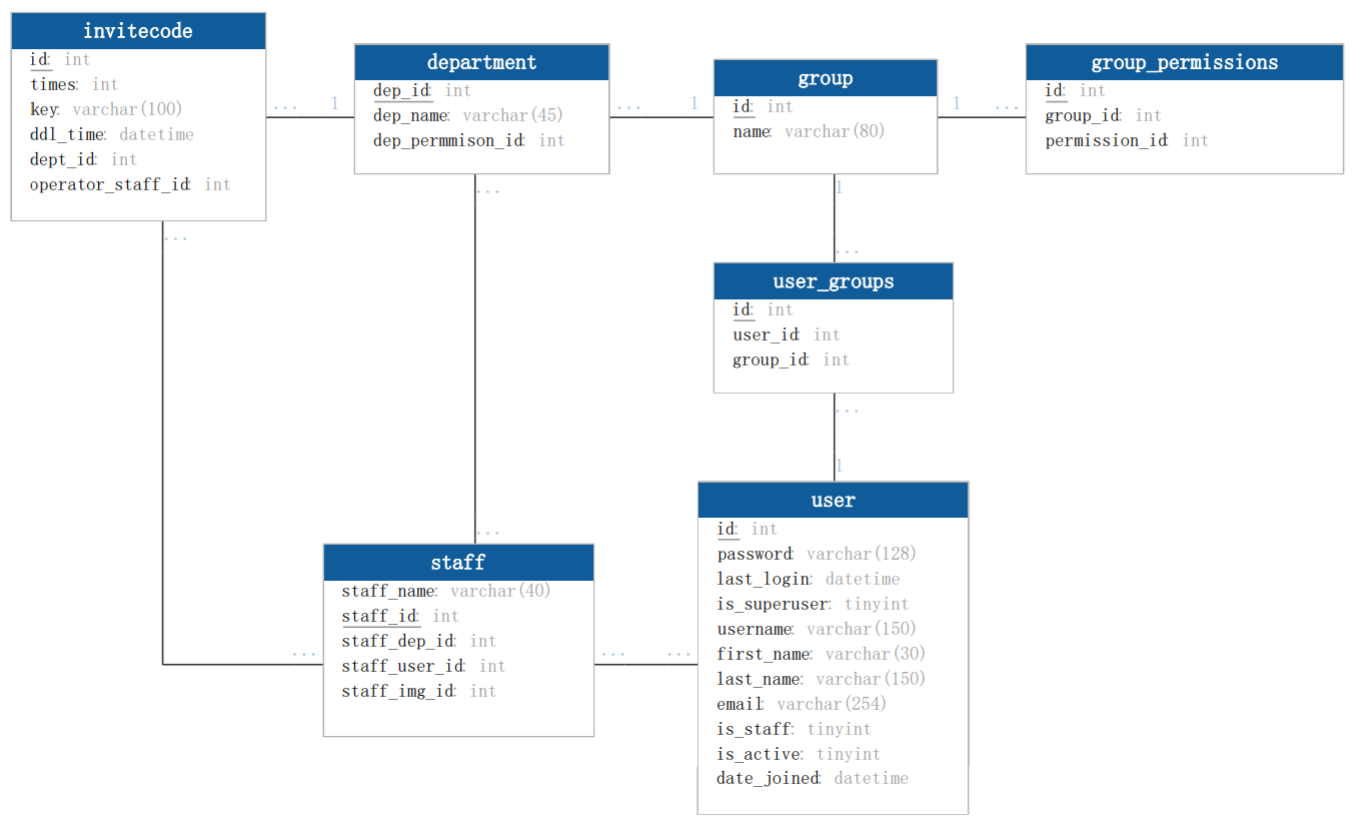 invitecode
id: int
times: int
key: varchar(100)
ddl_time: datetime
dept_id: int
operator_staff_id: int
... 1
department
dep_id: int
dep_name: varchar(45)
dep_permmison_id: int
... 1
group
id: int
name: varchar(80)
1 ...
group_permissions
id: int
group_id: int
permission_id: int
...
...
1
...
user_groups
id: int
user_id: int
group_id: int
...
1
...
...
staff
staff_name: varchar(40)
staff_id: int
staff_dep_id: int
staff_user_id: int
staff_img_id: int
... ...
user
id: int
password: varchar(128)
last_login: datetime
is_superuser: tinyint
username: varchar(150)
first_name: varchar(30)
last_name: varchar(150)
email: varchar(254)
is_staff: tinyint
is_active: tinyint
date_joined: datetime